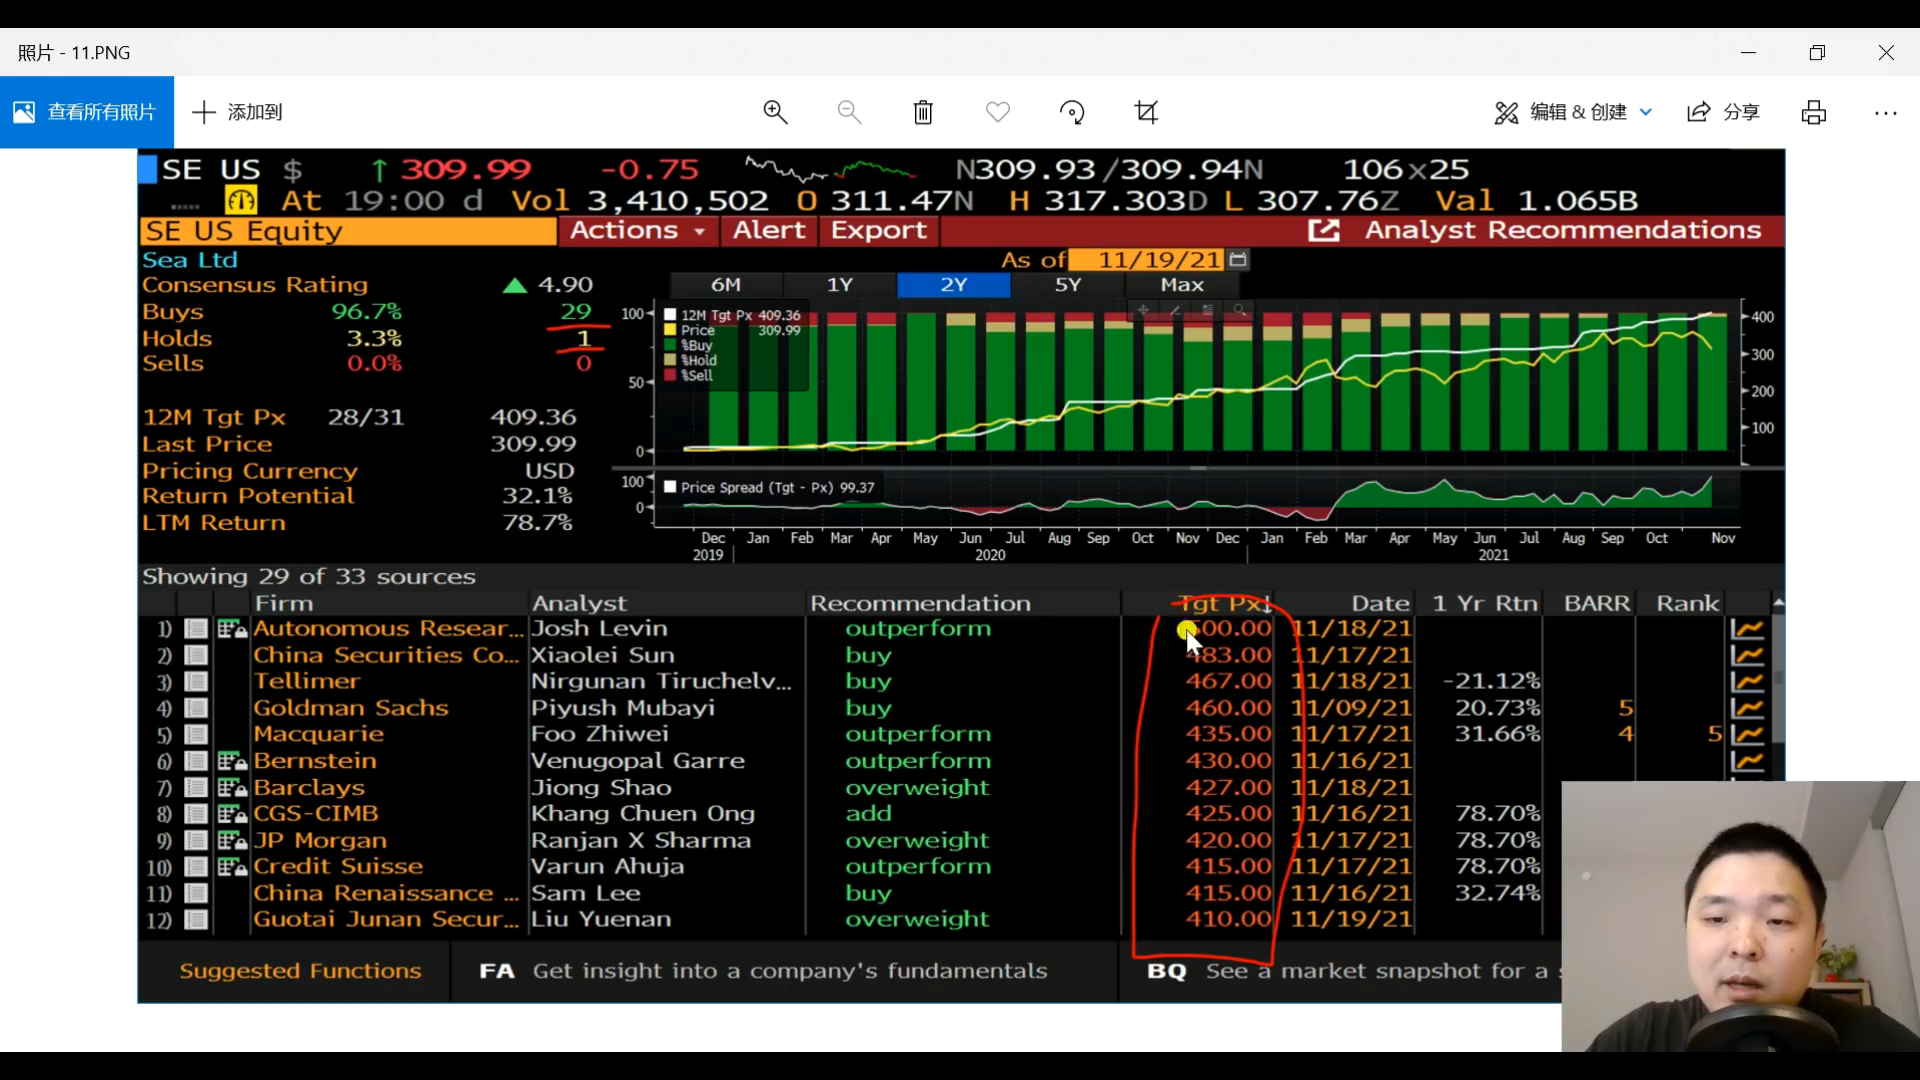 照片 - 11.PNG
查看所有照片 添加到 编辑 & 创建 分享
SE US $ ↑ 309.99 -0.75 N309.93/309.94N 106x25
At 19:00 d Vol 3,410,502 O 311.47N H 317.303D L 307.76Z Val 1.065B
SE US Equity Actions Alert Export Analyst Recommendations
Sea Ltd As of 11/19/21
Consensus Rating 4.90 6M 1Y 2Y 5Y Max
Buys 96.7% 29
Holds 3.3% 1
Sells 0.0% 0
12M Tgt Px 28/31 409.36
Last Price 309.99
Pricing Currency USD
Return Potential 32.1%
LTM Return 78.7%
12M Tgt Px 409.36
Price 309.99
%Buy
%Hold
%Sell
100
50
0
400
300
200
100
Price Spread (Tgt - Px) 99.37
100
0
Dec Jan Feb Mar Apr May Jun Jul Aug Sep Oct Nov Dec Jan Feb Mar Apr May Jun Jul Aug Sep Oct Nov
2019 2020 2021
Showing 29 of 33 sources
Firm Analyst Recommendation Tgt Px↓ Date 1 Yr Rtn BARR Rank
1) Autonomous Resear... Josh Levin outperform 00.00 11/18/21
2) China Securities Co... Xiaolei Sun buy 483.00 11/17/21
3) Tellimer Nirgunan Tiruchelv... buy 467.00 11/18/21 -21.12%
4) Goldman Sachs Piyush Mubayi buy 460.00 11/09/21 20.73% 5
5) Macquarie Foo Zhiwei outperform 435.00 11/17/21 31.66% 4 5
6) Bernstein Venugopal Garre outperform 430.00 11/16/21
7) Barclays Jiong Shao overweight 427.00 11/18/21
8) CGS-CIMB Khang Chuen Ong add 425.00 11/16/21 78.70%
9) JP Morgan Ranjan X Sharma overweight 420.00 11/17/21 78.70%
10) Credit Suisse Varun Ahuja outperform 415.00 11/17/21 78.70%
11) China Renaissance ... Sam Lee buy 415.00 11/16/21 32.74%
12) Guotai Junan Secur... Liu Yuenan overweight 410.00 11/19/21
Suggested Functions FA Get insight into a company's fundamentals BQ See a market snapshot for a